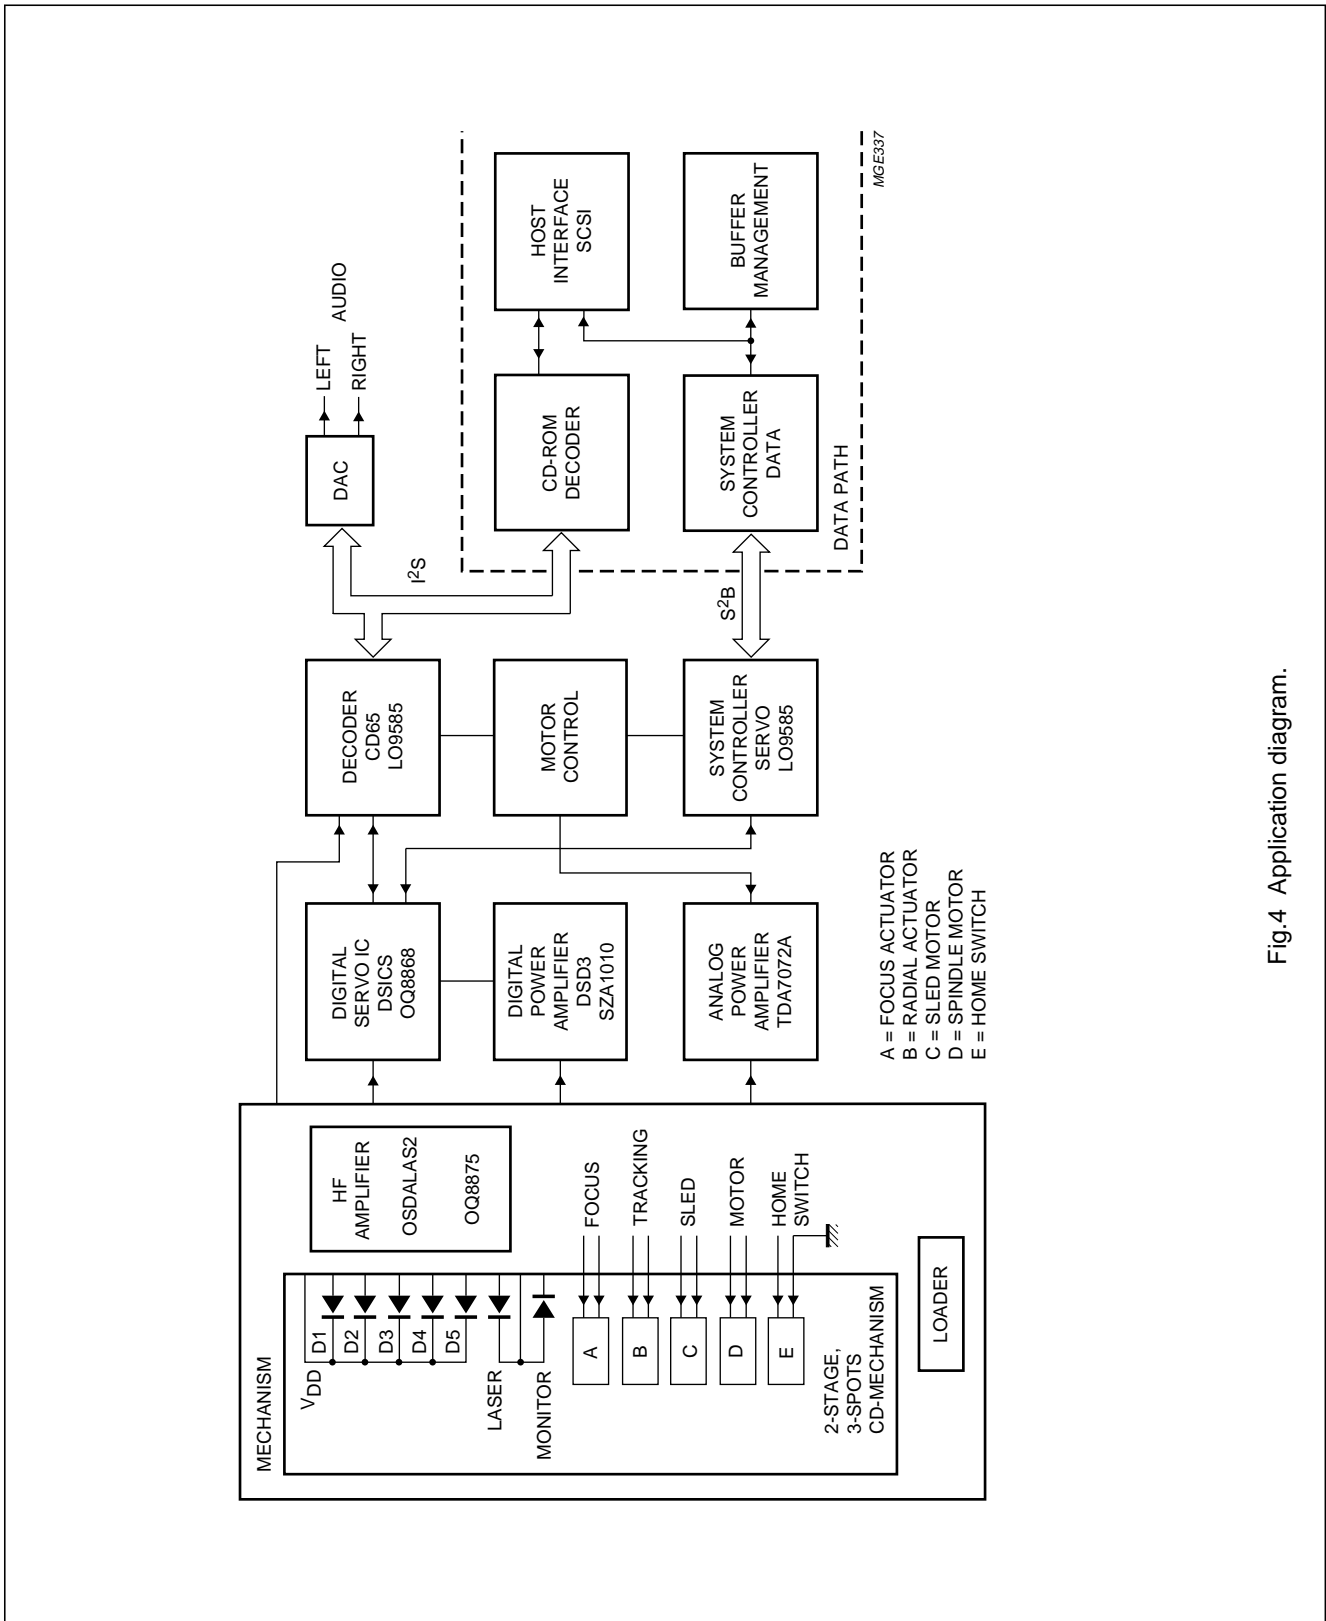 MECHANISM
VDD
D1
D2
D3
D4
D5
LASER
MONITOR
HF
AMPLIFIER
OSDALAS2
OQ8875
A
B
C
D
E
FOCUS
TRACKING
SLED
MOTOR
HOME
SWITCH
2-STAGE,
3-SPOTS
CD-MECHANISM
LOADER
DIGITAL
SERVO IC
DSICS
OQ8868
DIGITAL
POWER
AMPLIFIER
DSD3
SZA1010
ANALOG
POWER
AMPLIFIER
TDA7072A
A = FOCUS ACTUATOR
B = RADIAL ACTUATOR
C = SLED MOTOR
D = SPINDLE MOTOR
E = HOME SWITCH
DECODER
CD65
LO9585
MOTOR
CONTROL
SYSTEM
CONTROLLER
SERVO
LO9585
I²S
S²B
DAC
LEFT
AUDIO
RIGHT
CD-ROM
DECODER
SYSTEM
CONTROLLER
DATA
DATA PATH
HOST
INTERFACE
SCSI
BUFFER
MANAGEMENT
MGE337
Fig.4 Application diagram.